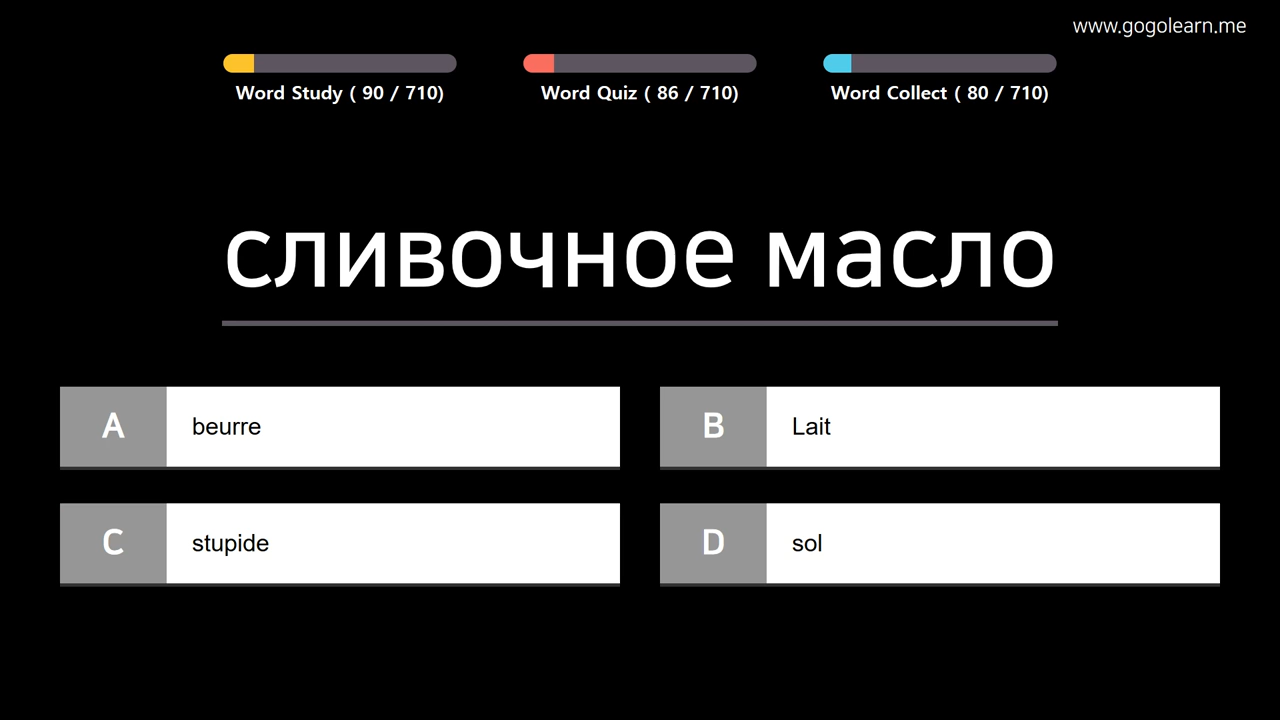 www.gogolearn.me
Word Study ( 90 / 710)
Word Quiz ( 86 / 710)
Word Collect ( 80 / 710)
сливочное масло
A
beurre
B
Lait
C
stupide
D
sol